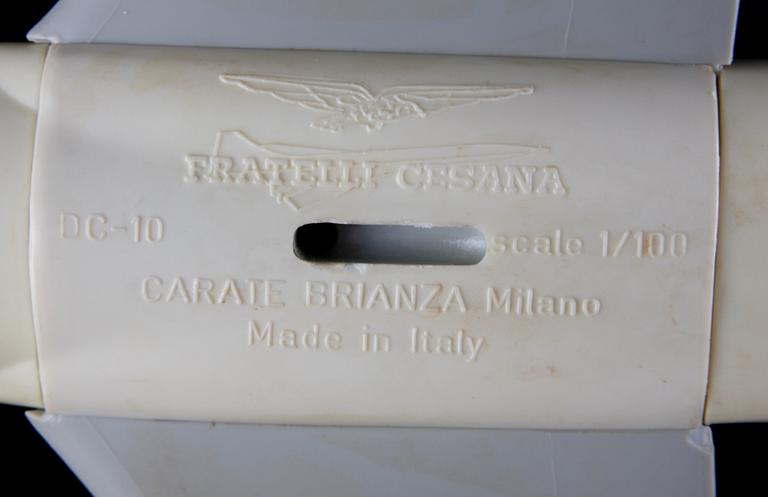 FRATELLI CESANA
DC-10 scale 1/100
CARATE BRIANZA Milano
Made in Italy